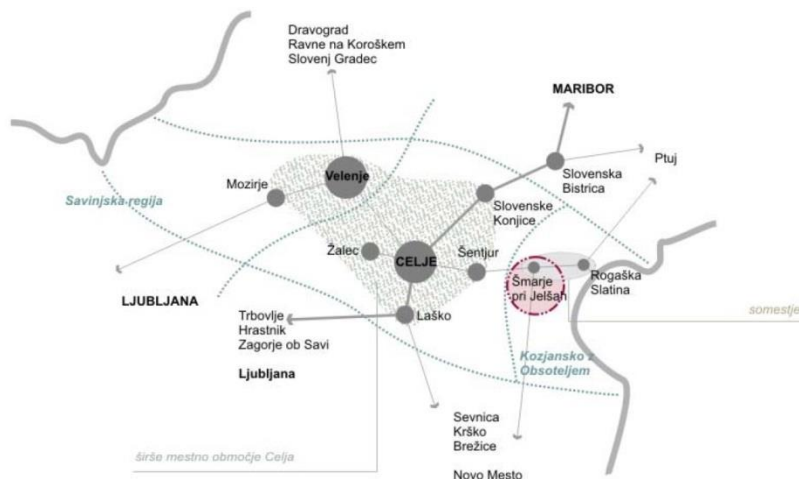 Dravograd
Ravne na Koroškem
Slovenj Gradec
MARIBOR
Ptuj
Slovenska
Bistrica
Velenje
Mozirje
Savinjska regija
Slovenske
Konjice
Žalec
CELJE
Šentjur
Šmarje
pri Jelšah
Rogaška
Slatina
LJUBLJANA
Trbovlje
Hrastnik
Zagorje ob Savi
Ljubljana
Laško
somestje
Kozjansko z
Obsoteljem
Sevnica
Krško
Brežice
Novo Mesto
širše mestno območje Celja